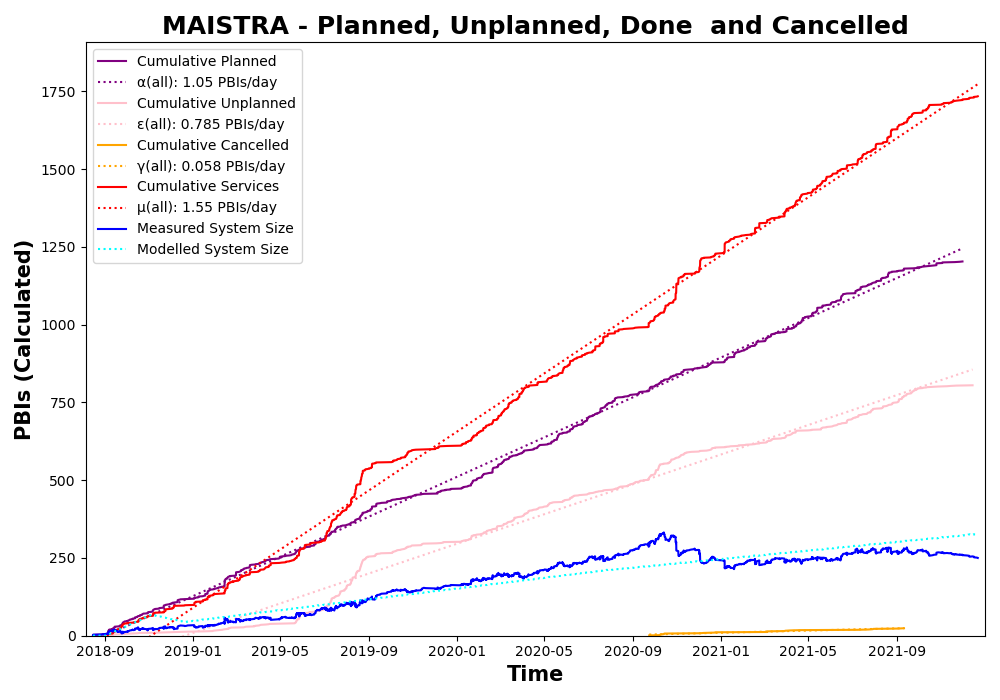 MAISTRA - Planned, Unplanned, Done  and Cancelled
Cumulative Planned
α(all): 1.05 PBIs/day
Cumulative Unplanned
ε(all): 0.785 PBIs/day
Cumulative Cancelled
γ(all): 0.058 PBIs/day
Cumulative Services
μ(all): 1.55 PBIs/day
Measured System Size
Modelled System Size
PBIs (Calculated)
1750
1500
1250
1000
750
500
250
0
2018-09 2019-01 2019-05 2019-09 2020-01 2020-05 2020-09 2021-01 2021-05 2021-09
Time